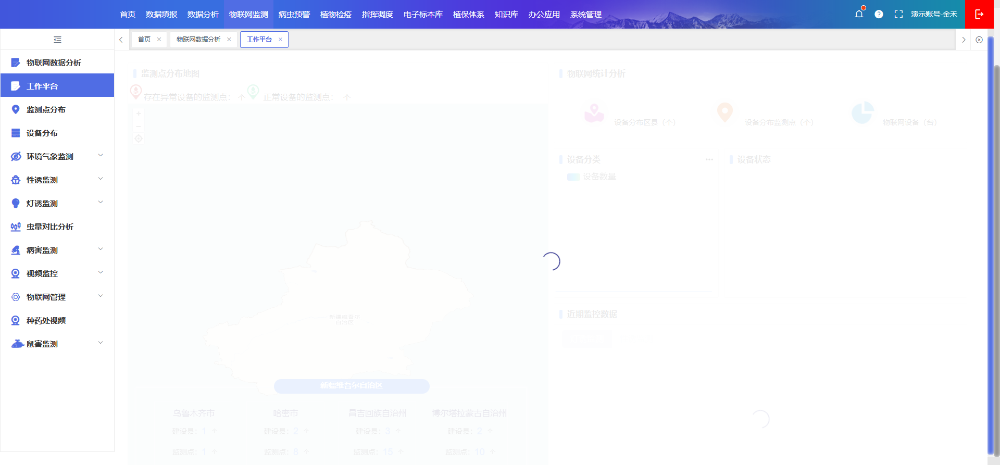 首页 数据填报 数据分析 物联网监测 病虫预警 植物检疫 指挥调度 电子标本库 植保体系 知识库 办公应用 系统管理 演示账号-金禾
首页 物联网数据分析 工作平台
物联网数据分析
工作平台
监测点分布
设备分布
环境气象监测
性诱监测
灯诱监测
虫量对比分析
病害监测
视频监控
物联网管理
种药处视频
鼠害监测
监测点分布地图
存在异常设备的监测点： 个 正常设备的监测点： 个
新疆维吾尔
自治区
新疆维吾尔自治区
乌鲁木齐市 哈密市 昌吉回族自治州 博尔塔拉蒙古自治州
建设县：1 个 建设县：2 个 建设县：3 个 建设县：2 个
监测点：1 个 监测点：8 个 监测点：15 个 监测点：10 个
物联网统计分析
设备分布区县（个） 设备分布监测点（个） 物联网设备（台）
设备分类 设备状态
设备数量
近期监控数据